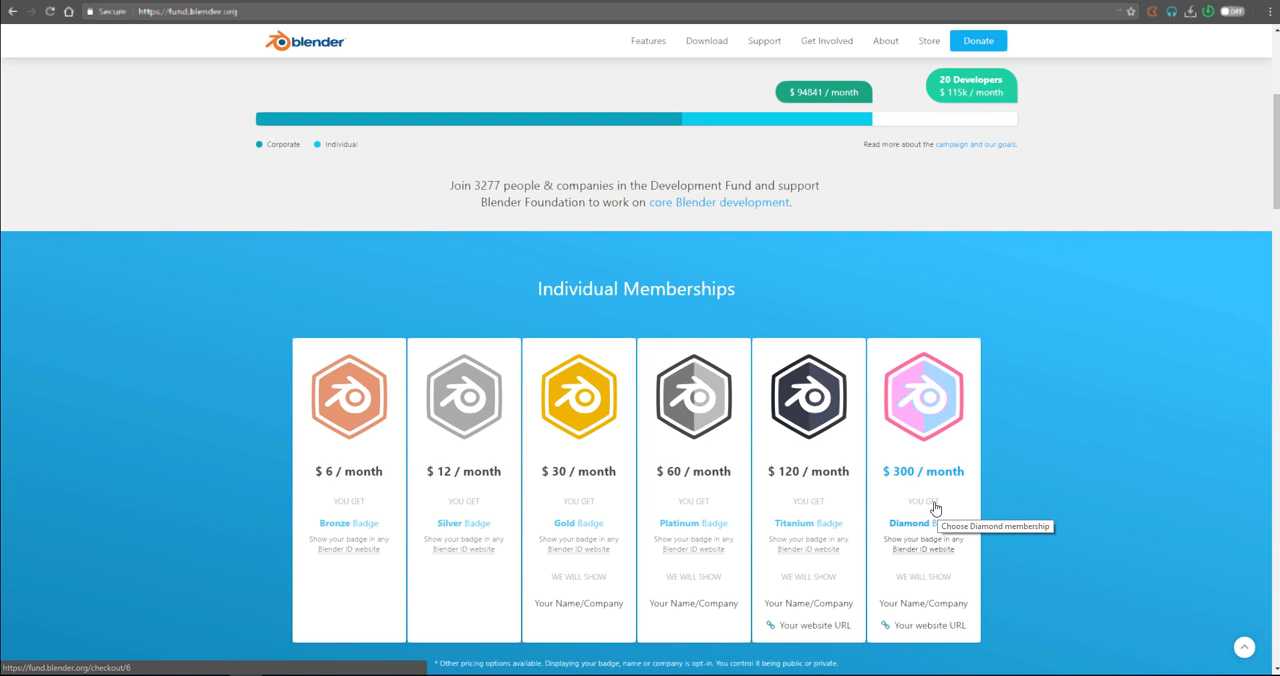 Secure https://fund.blender.org OFF
blender Features Download Support Get Involved About Store Donate
20 Developers
$ 94841 / month $ 115k / month
Corporate Individual Read more about the campaign and our goals.
Join 3277 people & companies in the Development Fund and support
Blender Foundation to work on core Blender development.
Individual Memberships
$ 6 / month $ 12 / month $ 30 / month $ 60 / month $ 120 / month $ 300 / month
YOU GET YOU GET YOU GET YOU GET YOU GET YOU GET
Bronze Badge Silver Badge Gold Badge Platinum Badge Titanium Badge Diamond Choose Diamond membership
Show your badge in any Show your badge in any Show your badge in any Show your badge in any Show your badge in any Show your badge in any
Blender ID website Blender ID website Blender ID website Blender ID website Blender ID website Blender ID website
WE WILL SHOW WE WILL SHOW WE WILL SHOW WE WILL SHOW
Your Name/Company Your Name/Company Your Name/Company Your Name/Company
Your website URL Your website URL
https://fund.blender.org/checkout/6 * Other pricing options available. Displaying your badge, name or company is opt-in. You control it being public or private.